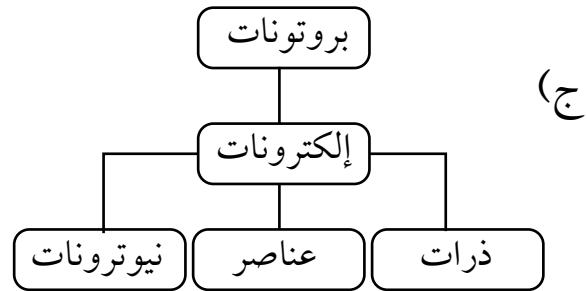 بروتونات
ج)
إلكترونات
ذرات
عناصر
نيوترونات